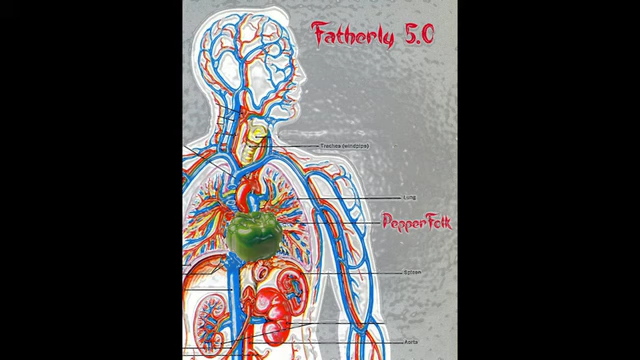 Fatherly 5.0
Trachea (windpipe)
Lung
PepperFolk
Spleen
Aorta